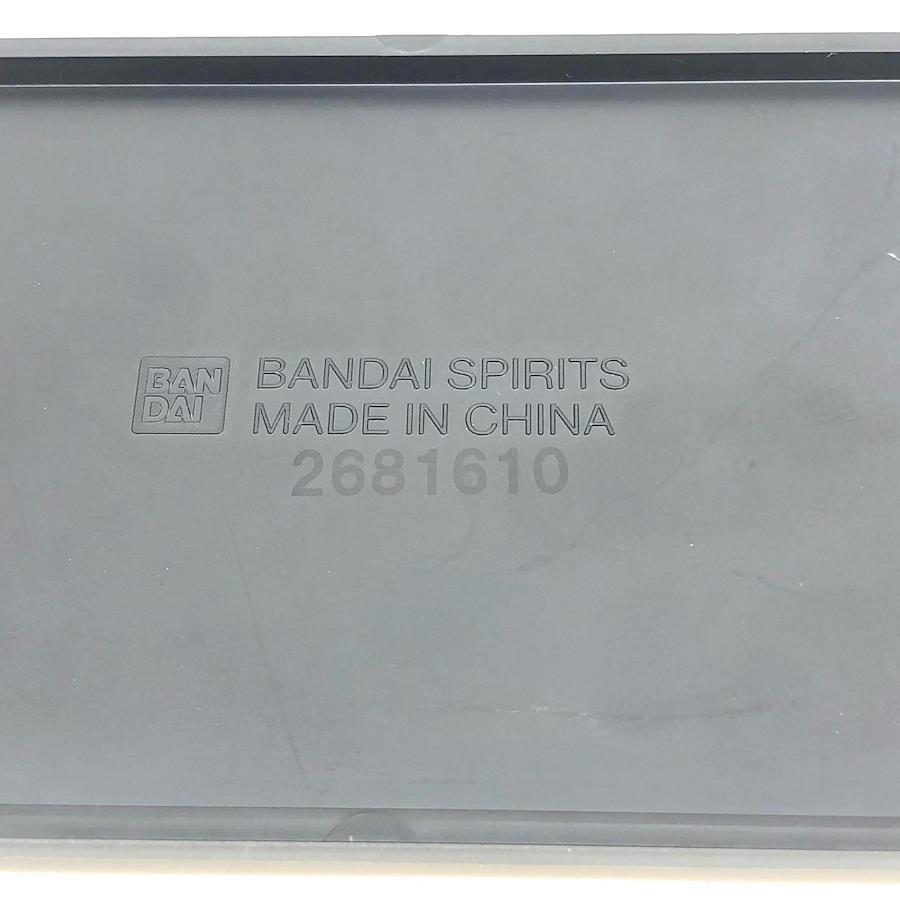 BAN
DAI
BANDAI SPIRITS
MADE IN CHINA
2681610